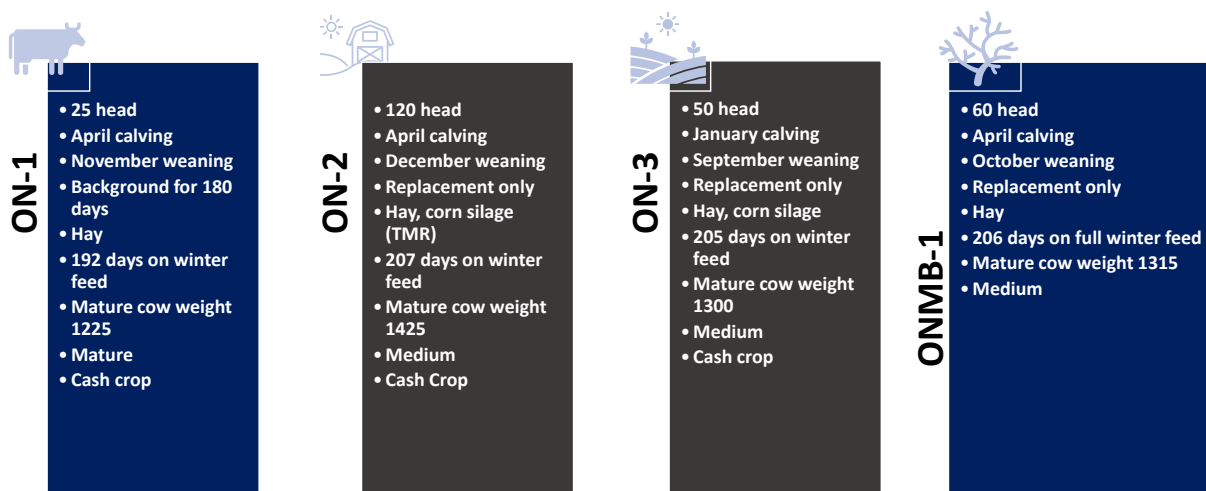 ON-1
• 25 head
• April calving
• November weaning
• Background for 180
days
• Hay
• 192 days on winter
feed
• Mature cow weight
1225
• Mature
• Cash crop
ON-2
• 120 head
• April calving
• December weaning
• Replacement only
• Hay, corn silage
(TMR)
• 207 days on winter
feed
• Mature cow weight
1425
• Medium
• Cash Crop
ON-3
• 50 head
• January calving
• September weaning
• Replacement only
• Hay, corn silage
• 205 days on winter
feed
• Mature cow weight
1300
• Medium
• Cash crop
ONMB-1
• 60 head
• April calving
• October weaning
• Replacement only
• Hay
• 206 days on full winter feed
• Mature cow weight 1315
• Medium